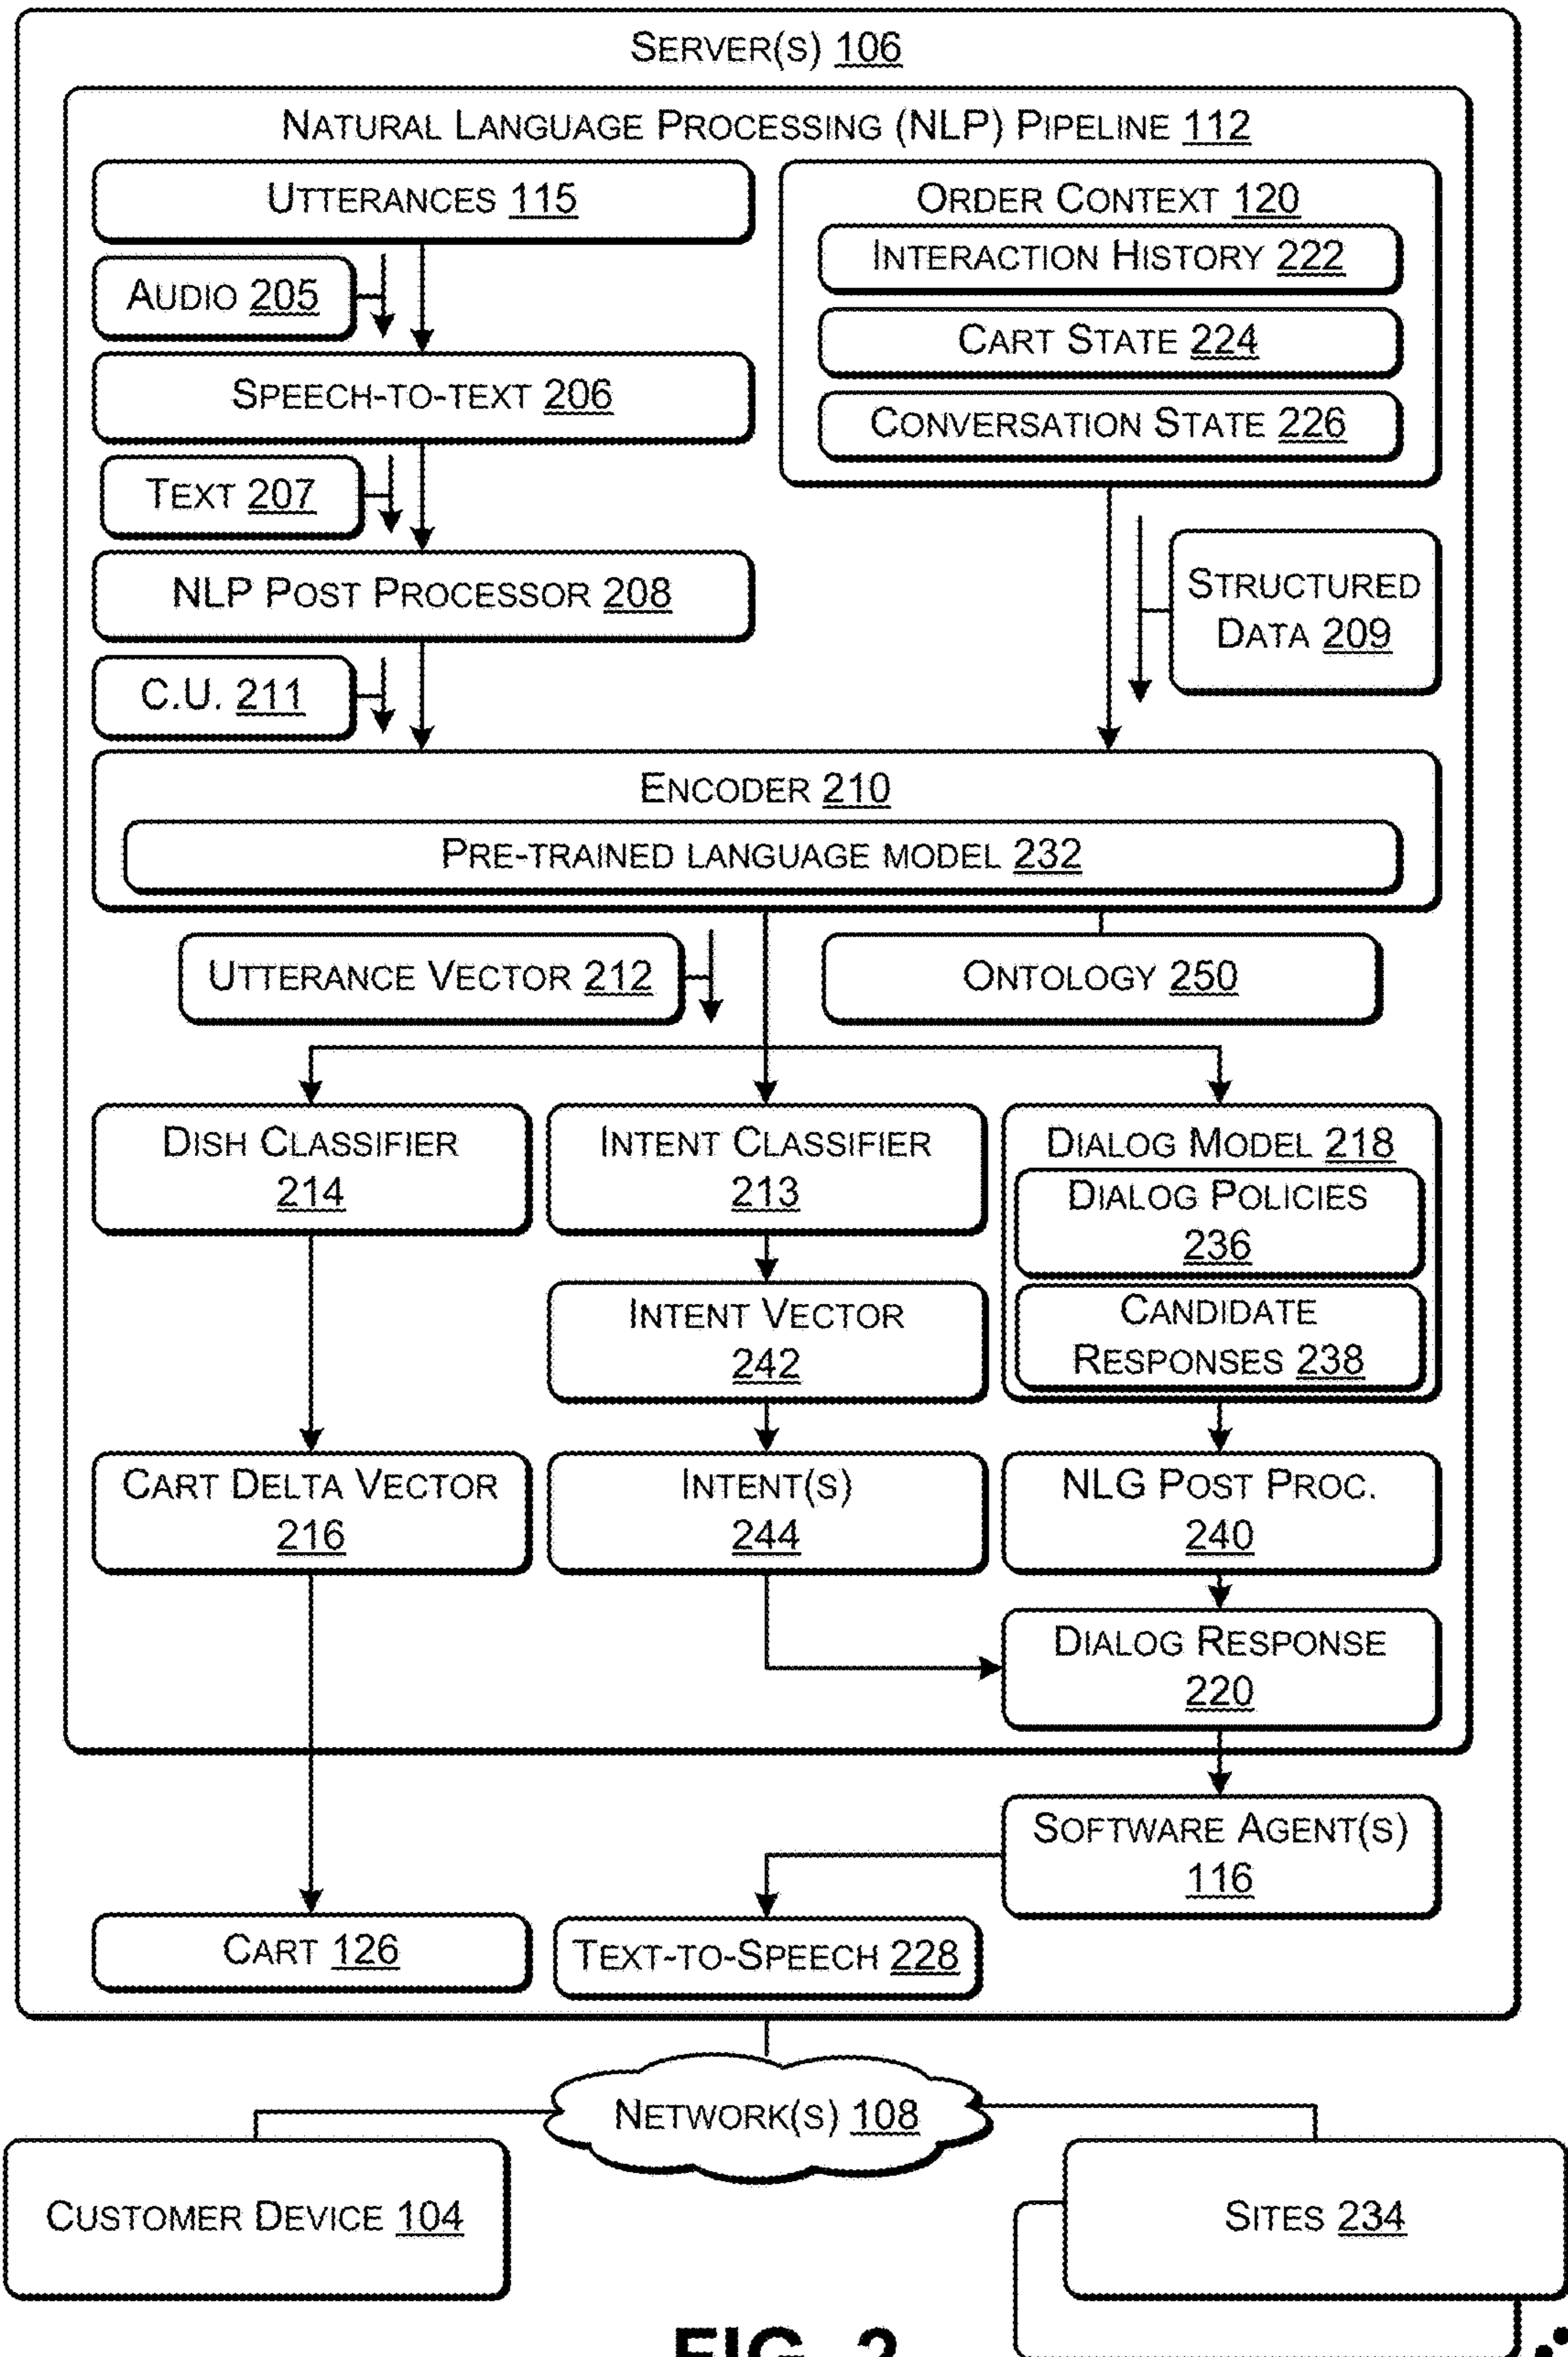 SERVER(S) 106
NATURAL LANGUAGE PROCESSING (NLP) PIPELINE 112
UTTERANCES 115
AUDIO 205
SPEECH-TO-TEXT 206
TEXT 207
NLP POST PROCESSOR 208
C.U. 211
ORDER CONTEXT 120
INTERACTION HISTORY 222
CART STATE 224
CONVERSATION STATE 226
STRUCTURED
DATA 209
ENCODER 210
PRE-TRAINED LANGUAGE MODEL 232
UTTERANCE VECTOR 212
ONTOLOGY 250
DISH CLASSIFIER
214
INTENT CLASSIFIER
213
DIALOG MODEL 218
DIALOG POLICIES
236
CANDIDATE
RESPONSES 238
INTENT VECTOR
242
CART DELTA VECTOR
216
INTENT(S)
244
NLG POST PROC.
240
DIALOG RESPONSE
220
SOFTWARE AGENT(S)
116
CART 126
TEXT-TO-SPEECH 228
NETWORK(S) 108
CUSTOMER DEVICE 104
SITES 234
FIG. 2